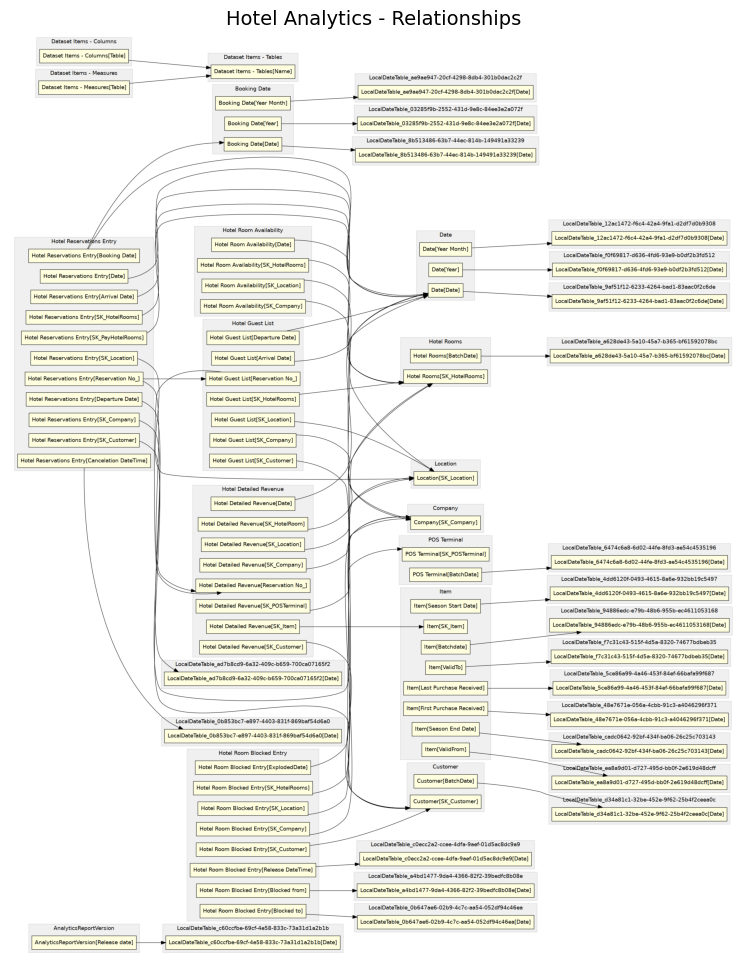 Hotel Analytics - Relationships
Dataset Items - Columns
Dataset Items - Columns[Table]
Dataset Items - Measures
Dataset Items - Measures[Table]
Dataset Items - Tables
Dataset Items - Tables[Name]
Booking Date
Booking Date[Year Month]
Booking Date[Year]
Booking Date[Date]
LocalDateTable_ae9ae947-20cf-4298-8db4-301b0dac2c2f
LocalDateTable_ae9ae947-20cf-4298-8db4-301b0dac2c2f[Date]
LocalDateTable_03285f9b-2552-431d-9e8c-84ee3e2a072f
LocalDateTable_03285f9b-2552-431d-9e8c-84ee3e2a072f[Date]
LocalDateTable_8b513486-63b7-44ec-814b-149491a33239
LocalDateTable_8b513486-63b7-44ec-814b-149491a33239[Date]
Hotel Reservations Entry
Hotel Reservations Entry[Booking Date]
Hotel Reservations Entry[Date]
Hotel Reservations Entry[Arrival Date]
Hotel Reservations Entry[SK_HotelRooms]
Hotel Reservations Entry[SK_PayHotelRooms]
Hotel Reservations Entry[SK_Location]
Hotel Reservations Entry[Reservation No_]
Hotel Reservations Entry[Departure Date]
Hotel Reservations Entry[SK_Company]
Hotel Reservations Entry[SK_Customer]
Hotel Reservations Entry[Cancelation DateTime]
Hotel Room Availability
Hotel Room Availability[Date]
Hotel Room Availability[SK_HotelRooms]
Hotel Room Availability[SK_Location]
Hotel Room Availability[SK_Company]
Hotel Guest List
Hotel Guest List[Departure Date]
Hotel Guest List[Arrival Date]
Hotel Guest List[Reservation No_]
Hotel Guest List[SK_HotelRooms]
Hotel Guest List[SK_Location]
Hotel Guest List[SK_Company]
Hotel Guest List[SK_Customer]
Hotel Detailed Revenue
Hotel Detailed Revenue[Date]
Hotel Detailed Revenue[SK_HotelRoom]
Hotel Detailed Revenue[SK_Location]
Hotel Detailed Revenue[SK_Company]
Hotel Detailed Revenue[Reservation No_]
Hotel Detailed Revenue[SK_POSTerminal]
Hotel Detailed Revenue[SK_Item]
Hotel Detailed Revenue[SK_Customer]
LocalDateTable_ad7b8cd9-6a32-409c-b659-700ca07165f2
LocalDateTable_ad7b8cd9-6a32-409c-b659-700ca07165f2[Date]
LocalDateTable_0b853bc7-e897-4403-831f-869baf54d6a0
LocalDateTable_0b853bc7-e897-4403-831f-869baf54d6a0[Date]
Hotel Room Blocked Entry
Hotel Room Blocked Entry[ExplodedDate]
Hotel Room Blocked Entry[SK_HotelRooms]
Hotel Room Blocked Entry[SK_Location]
Hotel Room Blocked Entry[SK_Company]
Hotel Room Blocked Entry[SK_Customer]
Hotel Room Blocked Entry[Release DateTime]
Hotel Room Blocked Entry[Blocked from]
Hotel Room Blocked Entry[Blocked to]
Date
Date[Year Month]
Date[Year]
Date[Date]
Hotel Rooms
Hotel Rooms[BatchDate]
Hotel Rooms[SK_HotelRooms]
Location
Location[SK_Location]
Company
Company[SK_Company]
POS Terminal
POS Terminal[SK_POSTerminal]
POS Terminal[BatchDate]
Item
Item[Season Start Date]
Item[SK_Item]
Item[Batchdate]
Item[ValidTo]
Item[Last Purchase Received]
Item[First Purchase Received]
Item[Season End Date]
Item[ValidFrom]
Customer
Customer[BatchDate]
Customer[SK_Customer]
LocalDateTable_12ac1472-f6c4-42a4-9fa1-d2df7d0b9308
LocalDateTable_12ac1472-f6c4-42a4-9fa1-d2df7d0b9308[Date]
LocalDateTable_f0f69817-d636-4fd6-93e9-b0df2b3fd512
LocalDateTable_f0f69817-d636-4fd6-93e9-b0df2b3fd512[Date]
LocalDateTable_9af51f12-6233-4264-bad1-83aac0f2c6de
LocalDateTable_9af51f12-6233-4264-bad1-83aac0f2c6de[Date]
LocalDateTable_a628de43-5a10-45a7-b365-bf61592078bc
LocalDateTable_a628de43-5a10-45a7-b365-bf61592078bc[Date]
LocalDateTable_6474c6a8-6d02-44fe-8fd3-ae54c4535196
LocalDateTable_6474c6a8-6d02-44fe-8fd3-ae54c4535196[Date]
LocalDateTable_4dd6120f-0493-4615-8a6e-932bb19c5497
LocalDateTable_4dd6120f-0493-4615-8a6e-932bb19c5497[Date]
LocalDateTable_94886edc-e79b-48b6-955b-ec4611053168
LocalDateTable_94886edc-e79b-48b6-955b-ec4611053168[Date]
LocalDateTable_f7c31c43-515f-4d5a-8320-74677bdbeb35
LocalDateTable_f7c31c43-515f-4d5a-8320-74677bdbeb35[Date]
LocalDateTable_5ce86a99-4a46-453f-84af-66bafa99f687
LocalDateTable_5ce86a99-4a46-453f-84af-66bafa99f687[Date]
LocalDateTable_48e7671e-056a-4cbb-91c3-a4046296f371
LocalDateTable_48e7671e-056a-4cbb-91c3-a4046296f371[Date]
LocalDateTable_cadc0642-92bf-434f-ba06-26c25c703143
LocalDateTable_cadc0642-92bf-434f-ba06-26c25c703143[Date]
LocalDateTable_ea8a9d01-d727-495d-bb0f-2e619d48dcff
LocalDateTable_ea8a9d01-d727-495d-bb0f-2e619d48dcff[Date]
LocalDateTable_d34a81c1-32be-452e-9f62-25b4f2ceea0c
LocalDateTable_d34a81c1-32be-452e-9f62-25b4f2ceea0c[Date]
LocalDateTable_c0ecc2a2-ccee-4dfa-9aef-01d5ac8dc9a9
LocalDateTable_c0ecc2a2-ccee-4dfa-9aef-01d5ac8dc9a9[Date]
LocalDateTable_a4bd1477-9da4-4366-82f2-39bedfc8b08e
LocalDateTable_a4bd1477-9da4-4366-82f2-39bedfc8b08e[Date]
LocalDateTable_0b647ae6-02b9-4c7c-aa54-052df94c46ea
LocalDateTable_0b647ae6-02b9-4c7c-aa54-052df94c46ea[Date]
AnalyticsReportVersion
AnalyticsReportVersion[Release date]
LocalDateTable_c60ccfbe-69cf-4e58-833c-73a31d1a2b1b
LocalDateTable_c60ccfbe-69cf-4e58-833c-73a31d1a2b1b[Date]